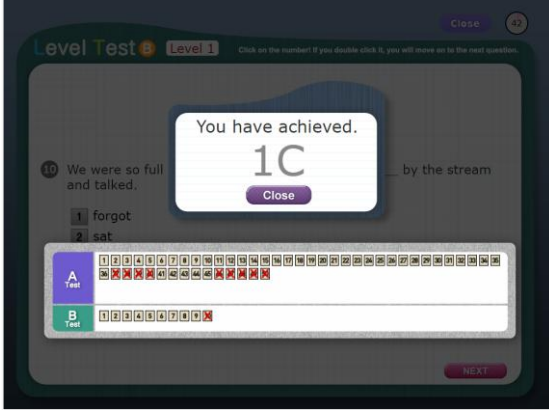 Close 42
Level Test B Level 1 Click on the number! If you double click it, you will move on to the next question.
You have achieved.
1C
Close
10 We were so full by the stream
and talked.
1 forgot
2 sat
A Test
1 2 3 4 5 6 7 8 9 10 11 12 13 14 15 16 17 18 19 20 21 22 23 24 25 26 27 28 29 30 31 32 33 34 35
36 41 42 43 44 45
B Test
1 2 3 4 5 6 7 8 9
NEXT